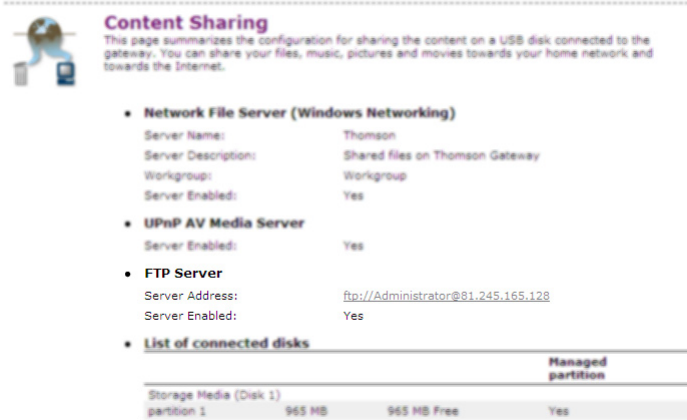 Content Sharing
This page summarizes the configuration for sharing the content on a USB disk connected to the
gateway. You can share your files, music, pictures and movies towards your home network and
towards the Internet.
• Network File Server (Windows Networking)
Server Name: Thomson
Server Description: Shared files on Thomson Gateway
Workgroup: Workgroup
Server Enabled: Yes
• UPnP AV Media Server
Server Enabled: Yes
• FTP Server
Server Address: ftp://Administrator@81.245.165.128
Server Enabled: Yes
• List of connected disks
Managed
partition
Storage Media (Disk 1)
partition 1 965 MB 965 MB Free Yes